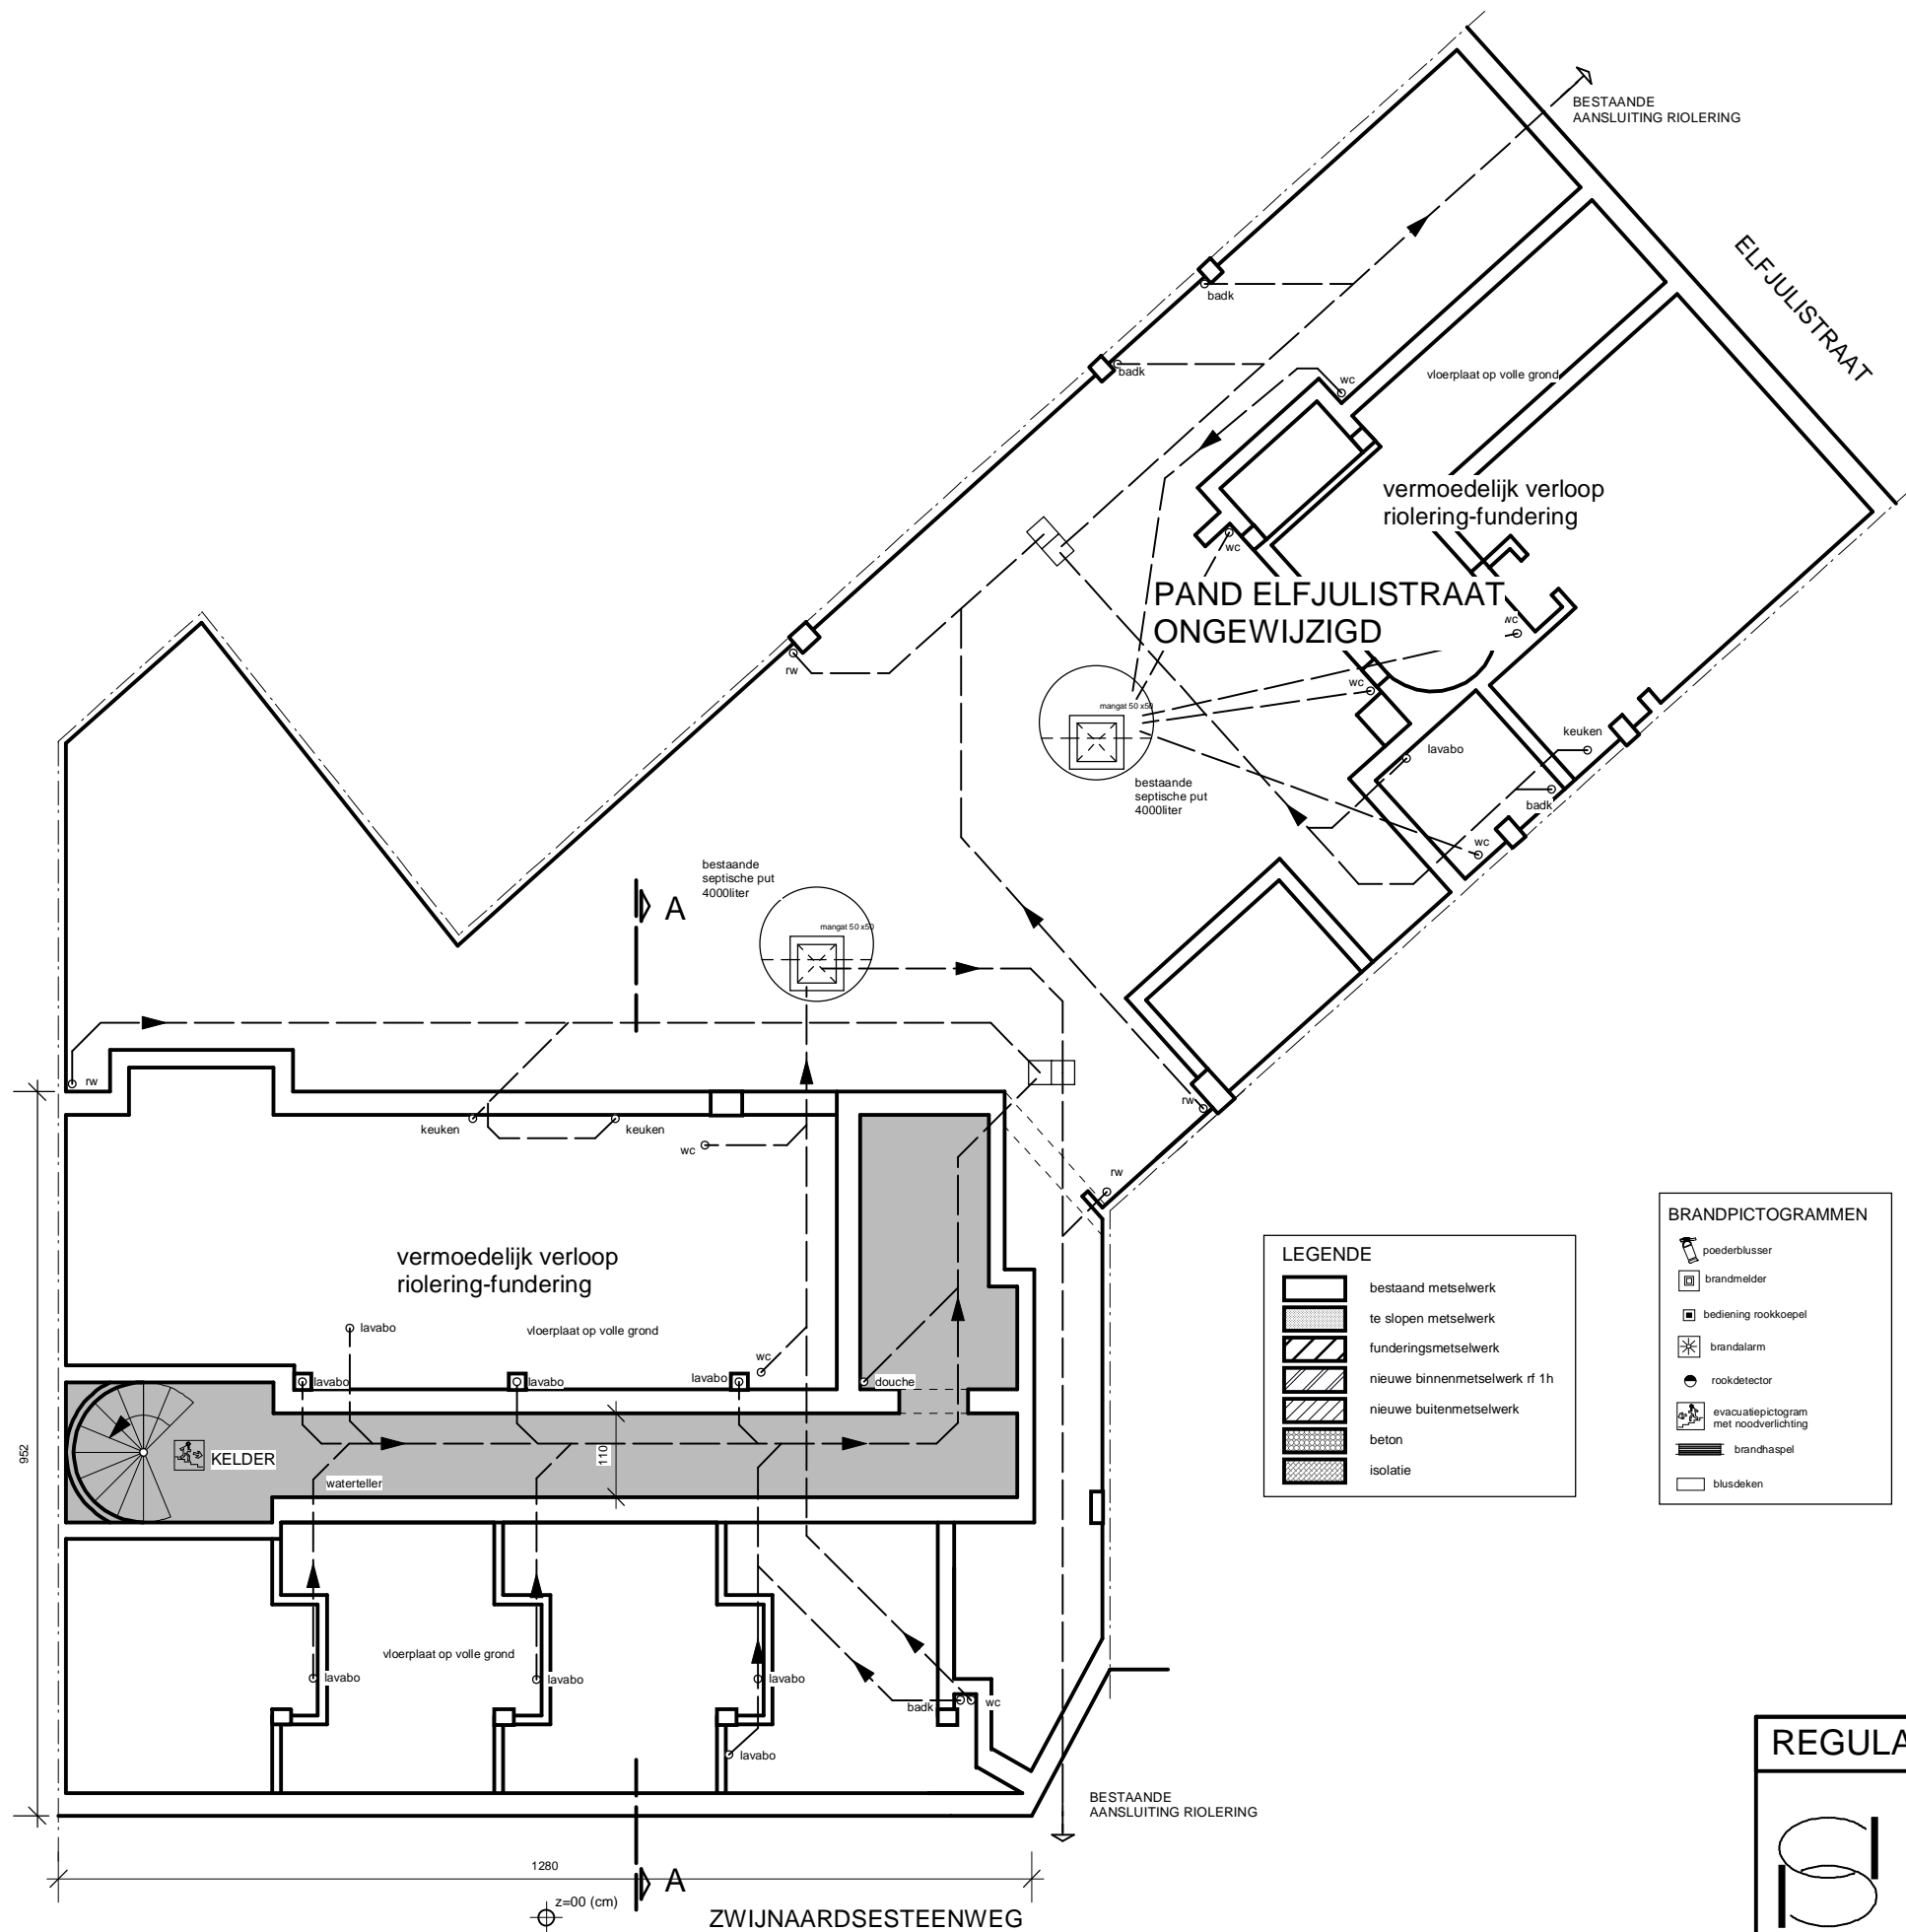 BESTAANDE
AANSLUITING RIOLERING
ELFJULISTRAAT
badk
badk
wc
vloerplaat op volle grond
vermoedelijk verloop
riolering-fundering
wc
PAND ELFJULISTRAAT
ONGEWIJZIGD
wc
rw
wc
mangat 50 x50
keuken
lavabo
bestaande
septische put
4000liter
badk
wc
bestaande
septische put
4000liter
A
mangat 50 x50
rw
rw
keuken
keuken
wc
rw
vermoedelijk verloop
riolering-fundering
lavabo
vloerplaat op volle grond
wc
lavabo
lavabo
lavabo
douche
952
KELDER
110
waterteller
vloerplaat op volle grond
lavabo
lavabo
lavabo
badk
wc
lavabo
BESTAANDE
AANSLUITING RIOLERING
1280
A
z=00 (cm)
ZWIJNAARDSESTEENWEG
LEGENDE
bestaand metselwerk
te slopen metselwerk
funderingsmetselwerk
nieuwe binnenmetselwerk rf 1h
nieuwe buitenmetselwerk
beton
isolatie
BRANDPICTOGRAMMEN
poederblusser
brandmelder
bediening rookkoepel
brandalarm
rookdetector
evacuatiepictogram
met noodverlichting
brandhaspel
blusdeken
REGULA